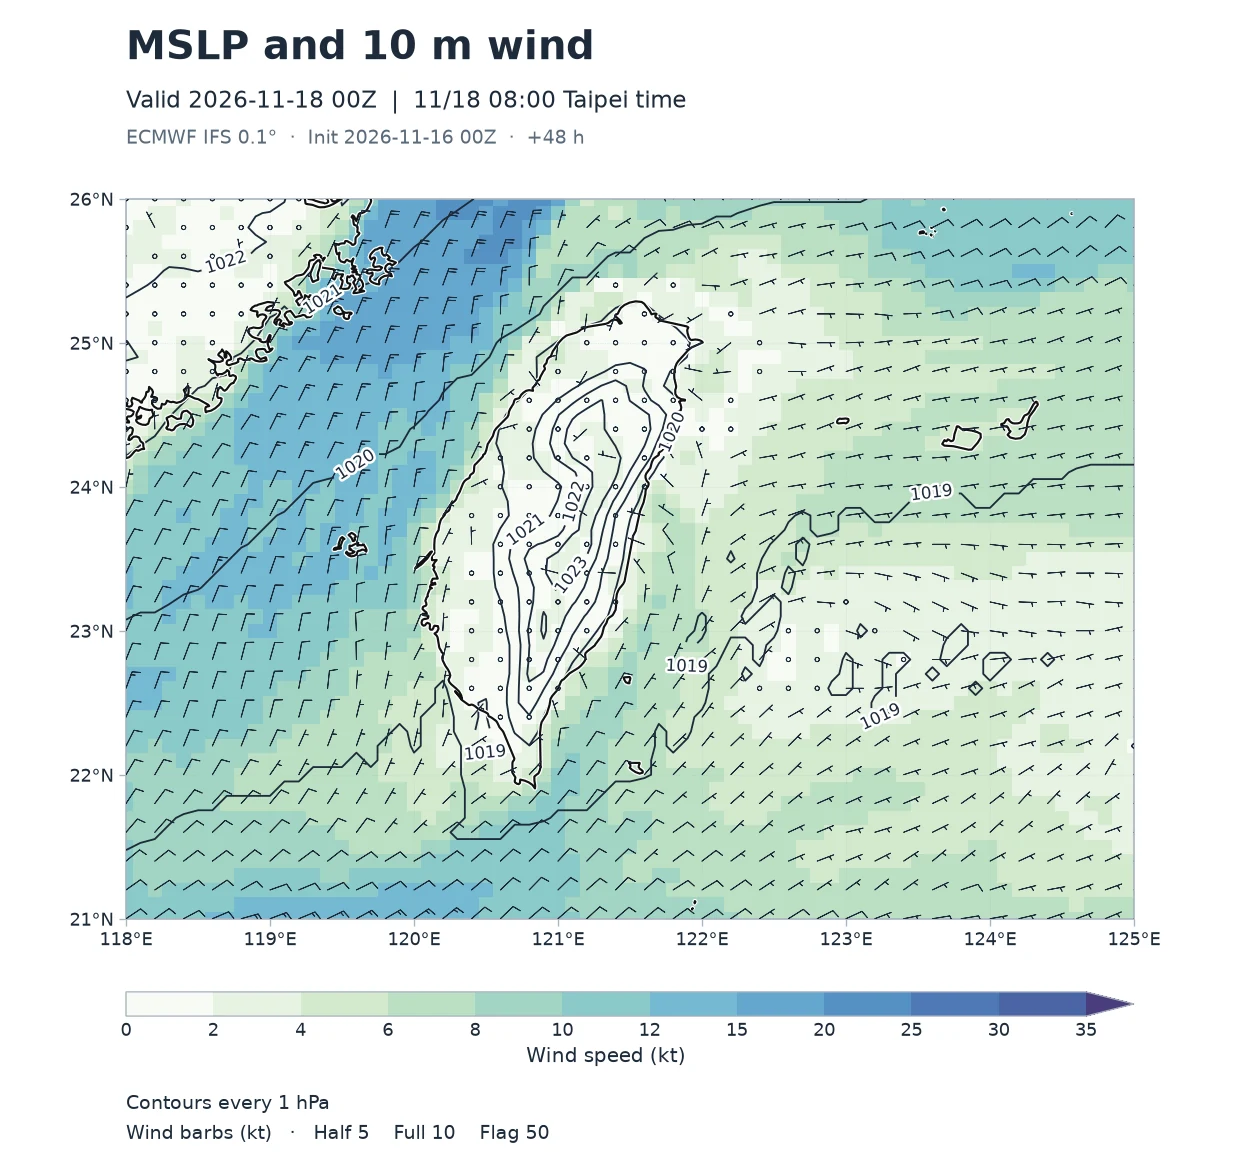 MSLP and 10 m wind
Valid 2026-11-18 00Z | 11/18 08:00 Taipei time
ECMWF IFS 0.1° · Init 2026-11-16 00Z · +48 h
26°N
1022
1021
25°N
1020
1020
24°N
1019
1022
1021
1023
23°N
1019
1019
1019
22°N
21°N
118°E 119°E 120°E 121°E 122°E 123°E 124°E 125°E
0 2 4 6 8 10 12 15 20 25 30 35
Wind speed (kt)
Contours every 1 hPa
Wind barbs (kt) · Half 5 Full 10 Flag 50